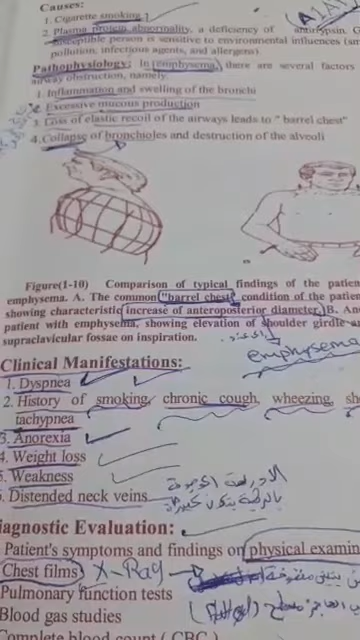 Causes:
1. Cigarette smoking.
2. Plasma protein abnormality, a deficiency of antitrypsin. G
susceptible person is sensitive to environmental influences
pollution, infectious agents, and allergens)
Pathophysiology: In emphysema, there are several factors
airway obstruction, namely
1. Inflammation and swelling of the bronchi
Excessive mucous production
3. Loss of elastic recoil of the airways leads to " barrel chest"
4. Collapse of bronchioles and destruction of the alveoli
Figure(1-10) Comparison of typical findings of the patien
emphysema. A. The common "barrel chest" condition of the patien
showing characteristic increase of anteroposterior diameter. B. An
patient with emphysema, showing elevation of shoulder girdle
supraclavicular fossae on inspiration.
emphysema
Clinical Manifestations:
1. Dyspnea
2. History of smoking, chronic cough, wheezing, sh
tachypnea
3. Anorexia
4. Weight loss
5. Weakness
6. Distended neck veins
iagnostic Evaluation:
Patient's symptoms and findings on physical examin
Chest films X-Ray
Pulmonary function tests
Blood gas studies
Complete blood count ( CBC )